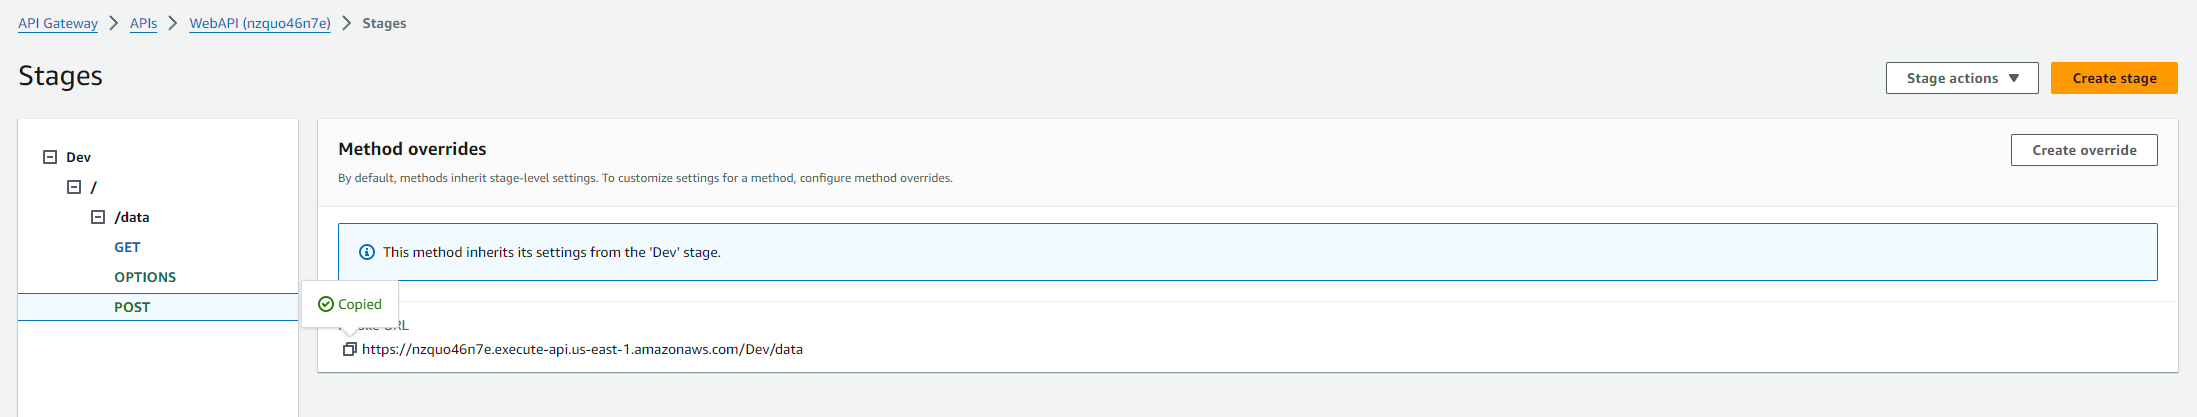 API Gateway > APIs > WebAPI (nzquo46n7e) > Stages
Stages
Stage actions
Create stage
Dev
/
/data
GET
OPTIONS
POST
Method overrides
Create override
By default, methods inherit stage-level settings. To customize settings for a method, configure method overrides.
This method inherits its settings from the 'Dev' stage.
Copied
URL
https://nzquo46n7e.execute-api.us-east-1.amazonaws.com/Dev/data